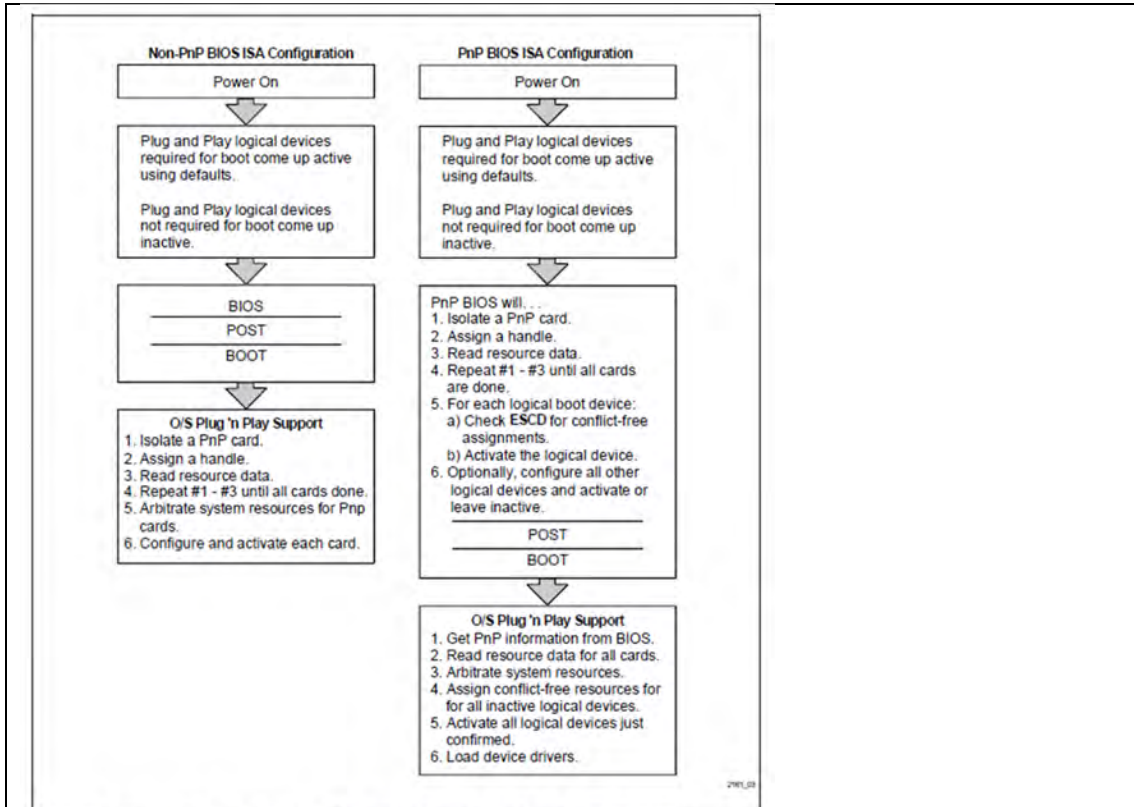 Non-PnP BIOS ISA Configuration
Power On
Plug and Play logical devices
required for boot come up active
using defaults.
Plug and Play logical devices
not required for boot come up
inactive.
BIOS
POST
BOOT
O/S Plug 'n Play Support
1. Isolate a PnP card.
2. Assign a handle.
3. Read resource data.
4. Repeat #1 - #3 until all cards done.
5. Arbitrate system resources for Pnp
cards.
6. Configure and activate each card.
PnP BIOS ISA Configuration
Power On
Plug and Play logical devices
required for boot come up active
using defaults.
Plug and Play logical devices
not required for boot come up
inactive.
PnP BIOS will. . .
1. Isolate a PnP card.
2. Assign a handle.
3. Read resource data.
4. Repeat #1 - #3 until all cards
are done.
5. For each logical boot device:
a) Check ESCD for conflict-free
assignments.
b) Activate the logical device.
6. Optionally, configure all other
logical devices and activate or
leave inactive.
POST
BOOT
O/S Plug 'n Play Support
1. Get PnP information from BIOS.
2. Read resource data for all cards.
3. Arbitrate system resources.
4. Assign conflict-free resources for
for all inactive logical devices.
5. Activate all logical devices just
confirmed.
6. Load device drivers.